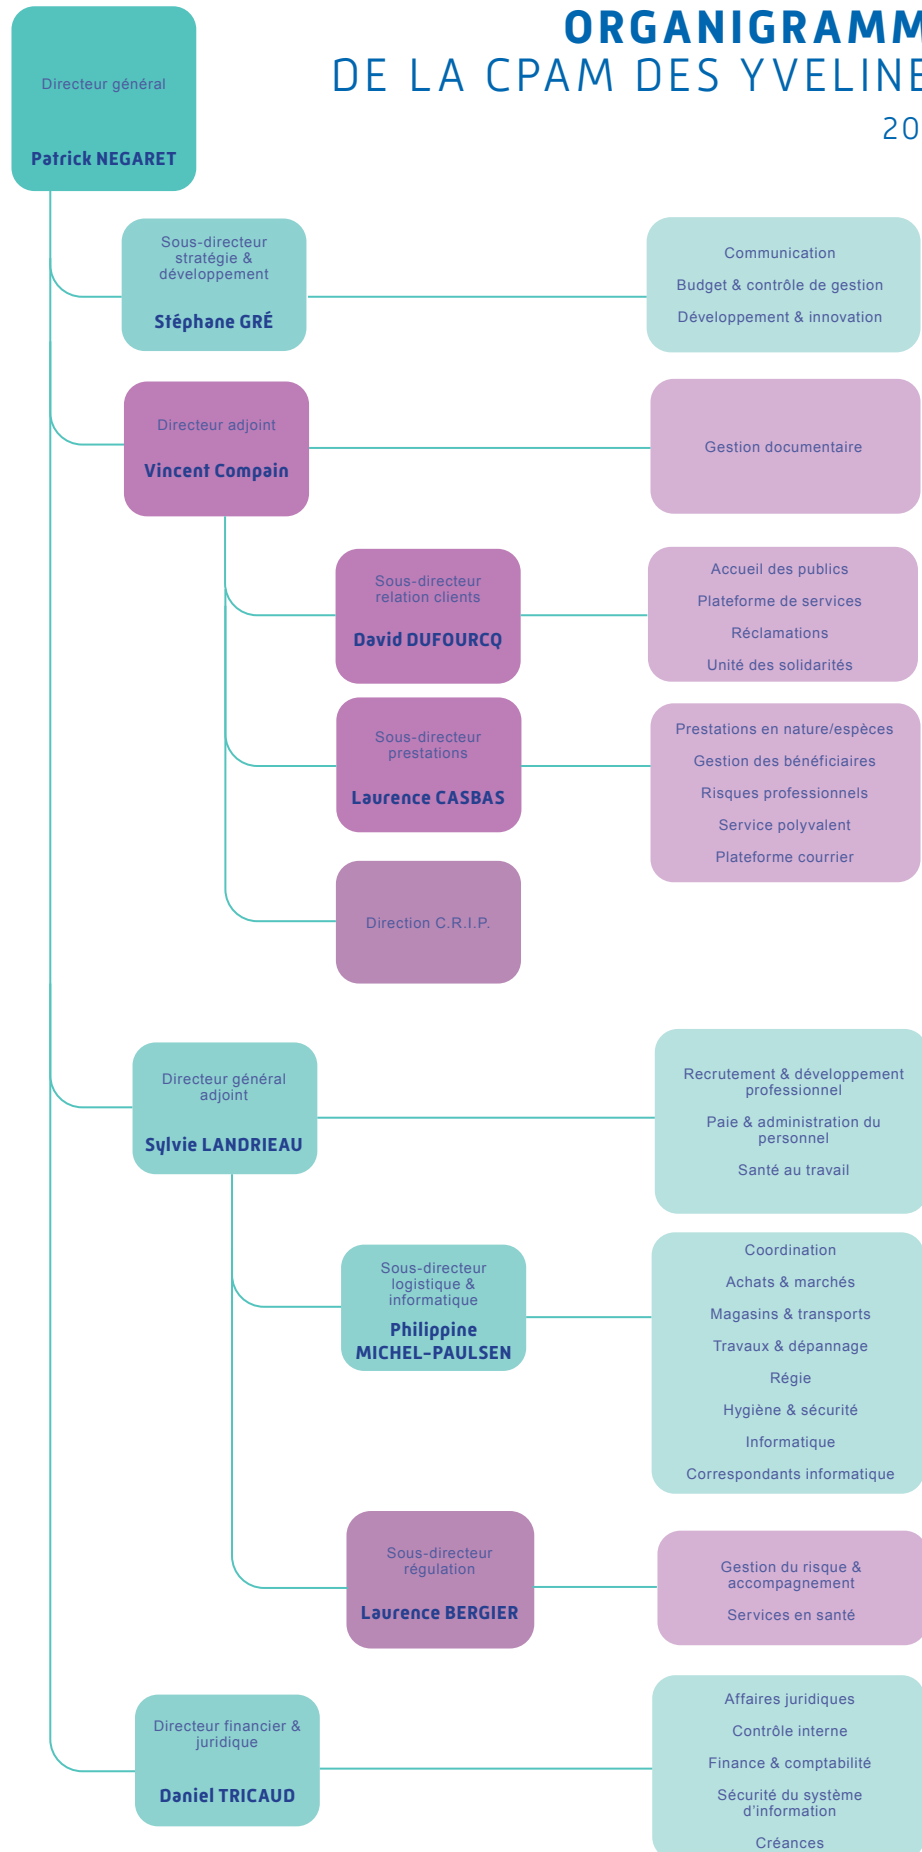 ORGANIGRAMM
DE LA CPAM DES YVELINE
20
Directeur général
Patrick NEGARET
Sous-directeur
stratégie &
développement
Stéphane GRÉ
Communication
Budget & contrôle de gestion
Développement & innovation
Directeur adjoint
Vincent Compain
Gestion documentaire
Sous-directeur
relation clients
David DUFOURCQ
Accueil des publics
Plateforme de services
Réclamations
Unité des solidarités
Sous-directeur
prestations
Laurence CASBAS
Prestations en nature/espèces
Gestion des bénéficiaires
Risques professionnels
Service polyvalent
Plateforme courrier
Direction C.R.I.P.
Directeur général
adjoint
Sylvie LANDRIEAU
Recrutement & développement
professionnel
Paie & administration du
personnel
Santé au travail
Sous-directeur
logistique &
informatique
Philippine
MICHEL-PAULSEN
Coordination
Achats & marchés
Magasins & transports
Travaux & dépannage
Régie
Hygiène & sécurité
Informatique
Correspondants informatique
Sous-directeur
régulation
Laurence BERGIER
Gestion du risque &
accompagnement
Services en santé
Directeur financier &
juridique
Daniel TRICAUD
Affaires juridiques
Contrôle interne
Finance & comptabilité
Sécurité du système
d'information
Créances